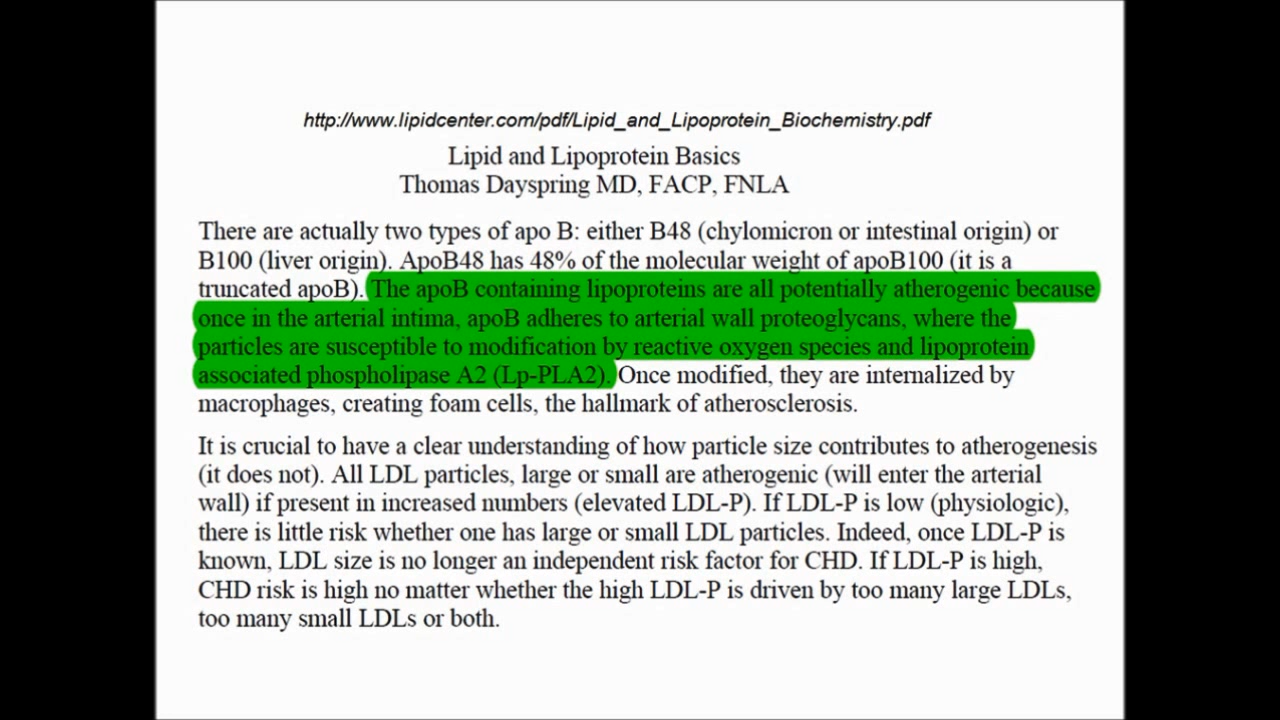 http://www.lipidcenter.com/pdf/Lipid_and_Lipoprotein_Biochemistry.pdf
Lipid and Lipoprotein Basics
Thomas Dayspring MD, FACP, FNLA
There are actually two types of apo B: either B48 (chylomicron or intestinal origin) or
B100 (liver origin). ApoB48 has 48% of the molecular weight of apoB100 (it is a
truncated apoB). The apoB containing lipoproteins are all potentially atherogenic because
once in the arterial intima, apoB adheres to arterial wall proteoglycans, where the
particles are susceptible to modification by reactive oxygen species and lipoprotein
associated phospholipase A2 (Lp-PLA2). Once modified, they are internalized by
macrophages, creating foam cells, the hallmark of atherosclerosis.
It is crucial to have a clear understanding of how particle size contributes to atherogenesis
(it does not). All LDL particles, large or small are atherogenic (will enter the arterial
wall) if present in increased numbers (elevated LDL-P). If LDL-P is low (physiologic),
there is little risk whether one has large or small LDL particles. Indeed, once LDL-P is
known, LDL size is no longer an independent risk factor for CHD. If LDL-P is high,
CHD risk is high no matter whether the high LDL-P is driven by too many large LDLs,
too many small LDLs or both.